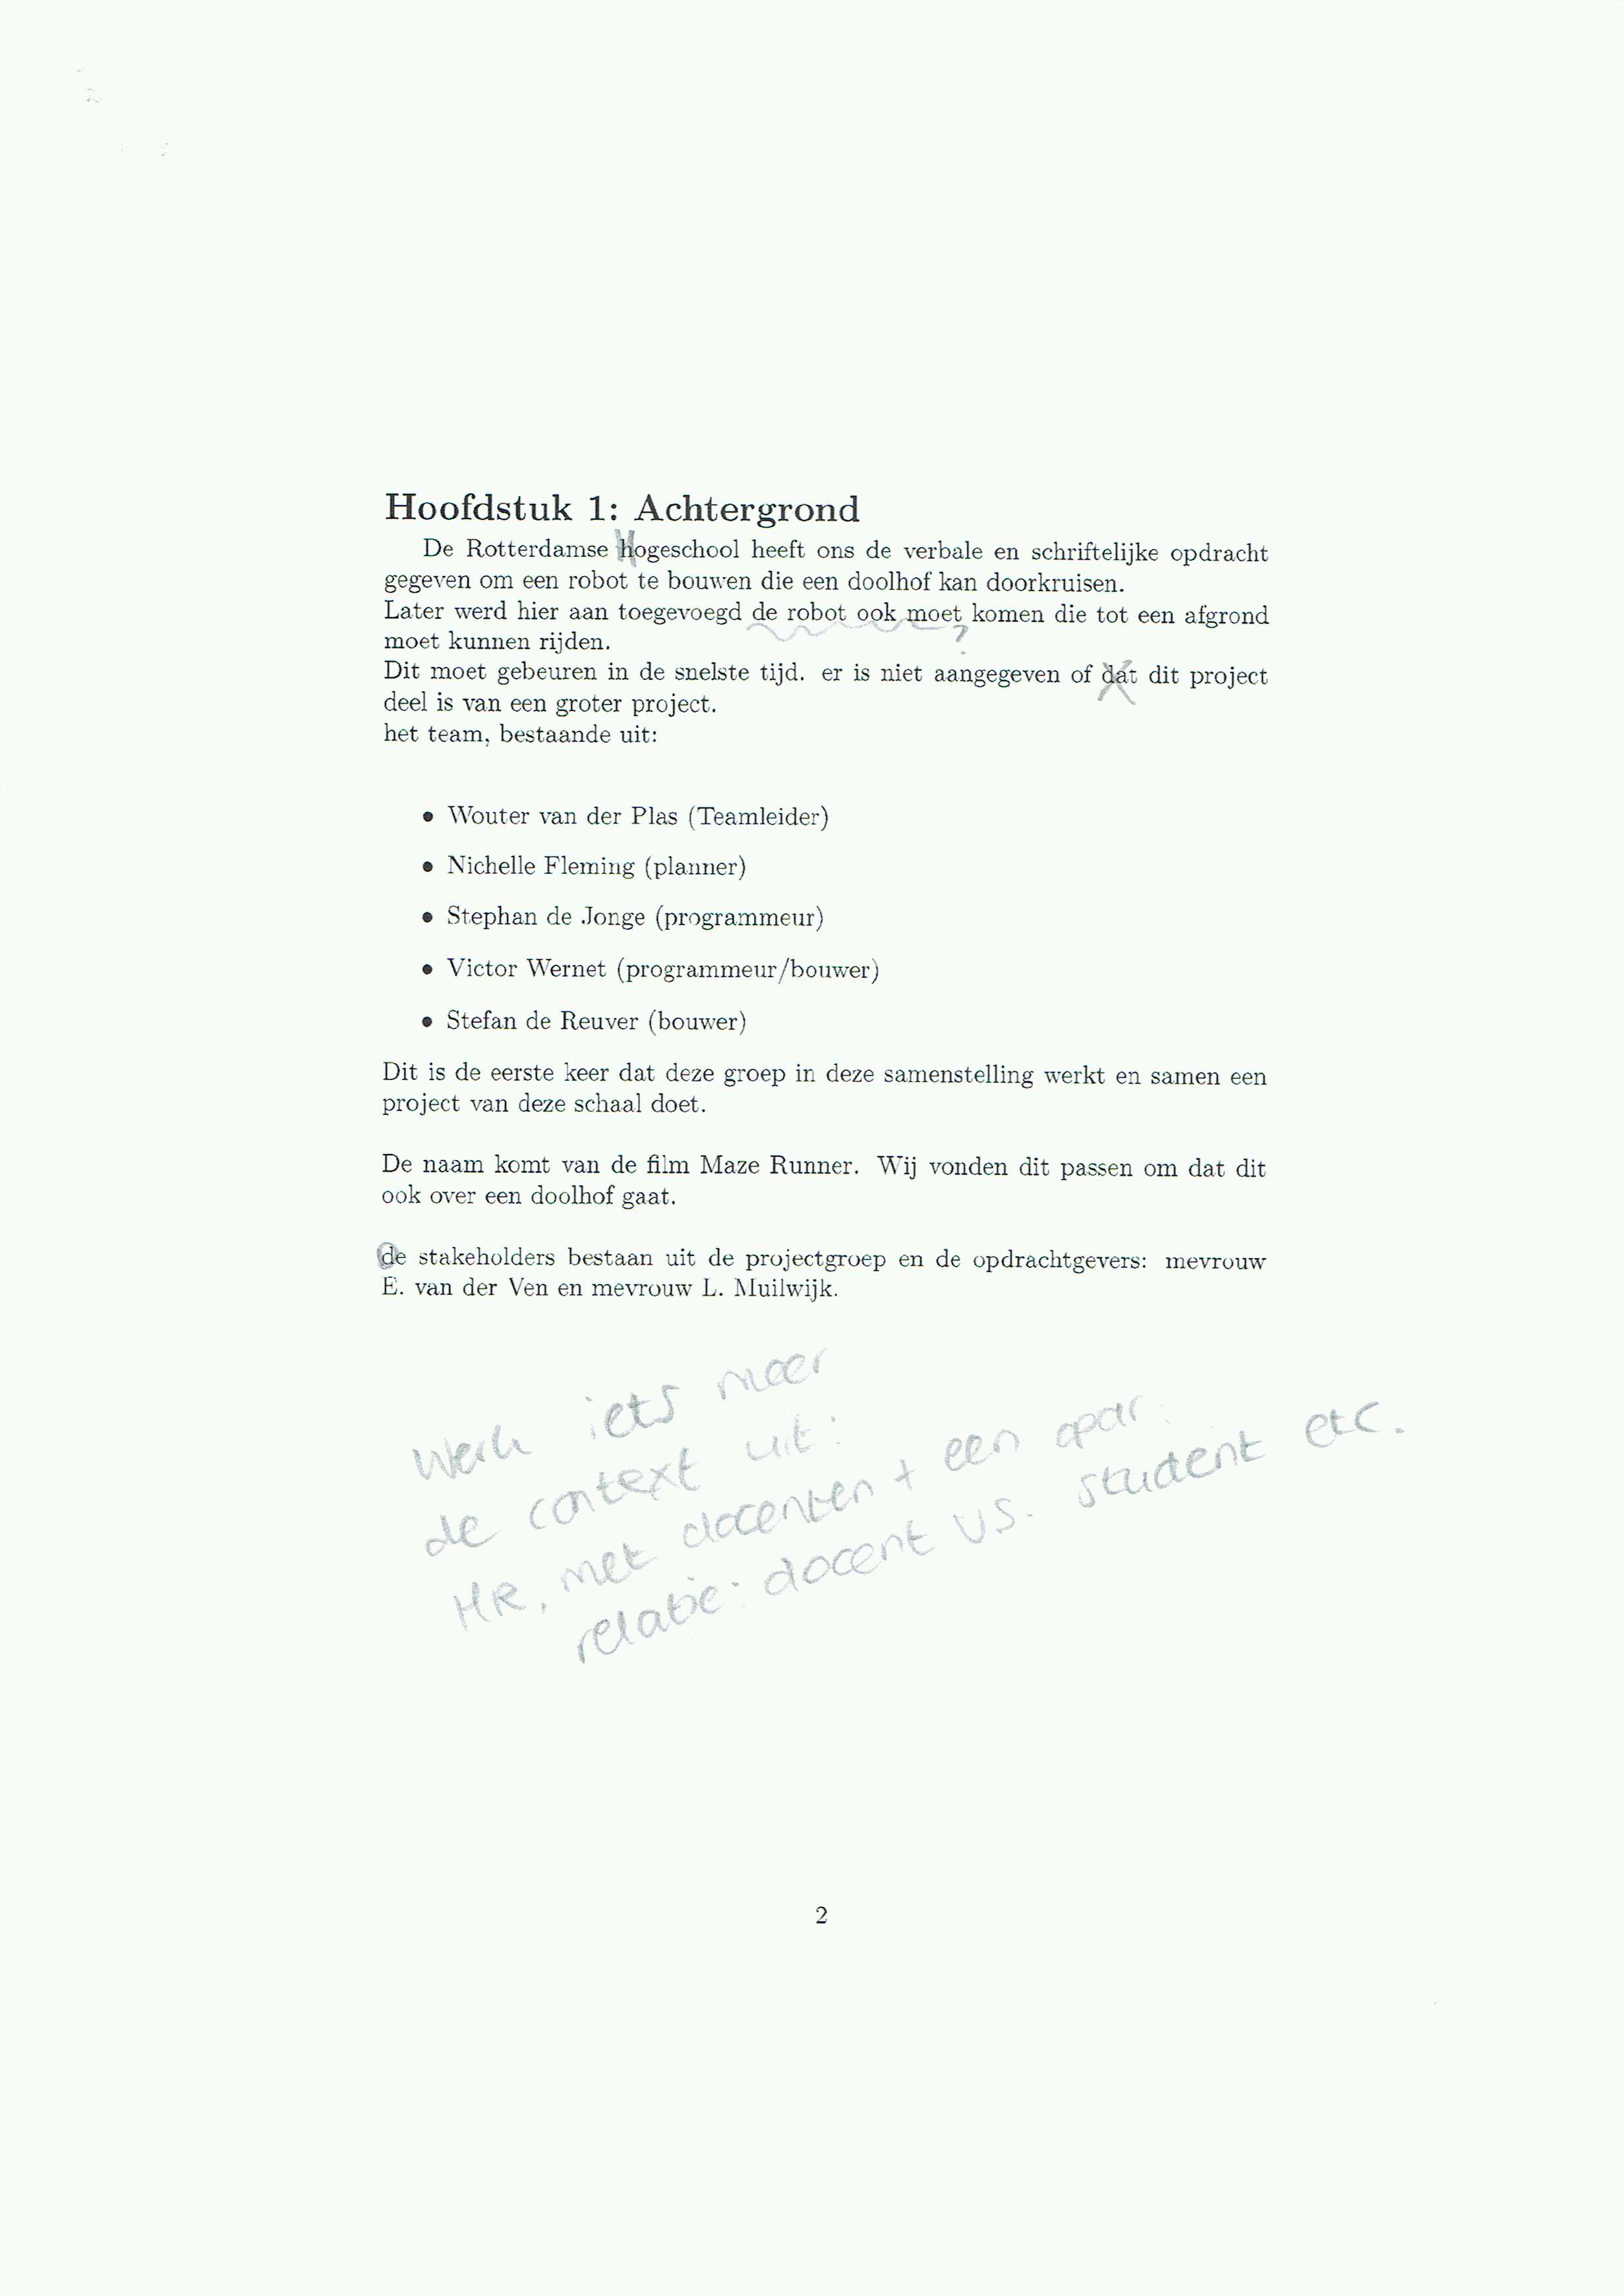 Hoofdstuk 1: Achtergrond
De Rotterdamse Hogeschool heeft ons de verbale en schriftelijke opdracht
gegeven om een robot te bouwen die een doolhof kan doorkruisen.
Later werd hier aan toegevoegd de robot ook moet komen die tot een afgrond
?
moet kunnen rijden.
Dit moet gebeuren in de snelste tijd. er is niet aangegeven of dat dit project
deel is van een groter project.
het team, bestaande uit:
• Wouter van der Plas (Teamleider)
• Nichelle Fleming (planner)
• Stephan de Jonge (programmeur)
• Victor Wernet (programmeur/bouwer)
• Stefan de Reuver (bouwer)
Dit is de eerste keer dat deze groep in deze samenstelling werkt en samen een
project van deze schaal doet.
De naam komt van de film Maze Runner. Wij vonden dit passen om dat dit
ook over een doolhof gaat.
de stakeholders bestaan uit de projectgroep en de opdrachtgevers: mevrouw
E. van der Ven en mevrouw L. Muilwijk.
Werk iets meer
de context uit:
HR, met docenten + een opdr.
relatie: docent vs. student etc.
2